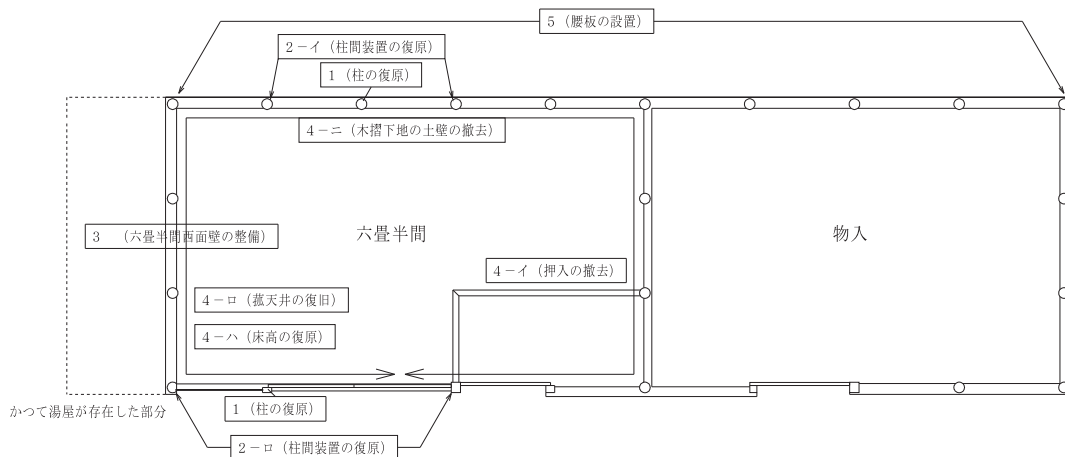 5（腰板の設置）
2－イ（柱間装置の復原）
1（柱の復原）
4－ニ（木摺下地の土壁の撤去）
3　（六畳半間西面壁の整備）
六畳半間
物入
4－イ（押入の撤去）
4－ロ（菰天井の復旧）
4－ハ（床高の復原）
かつて湯屋が存在した部分
1（柱の復原）
2－ロ（柱間装置の復原）